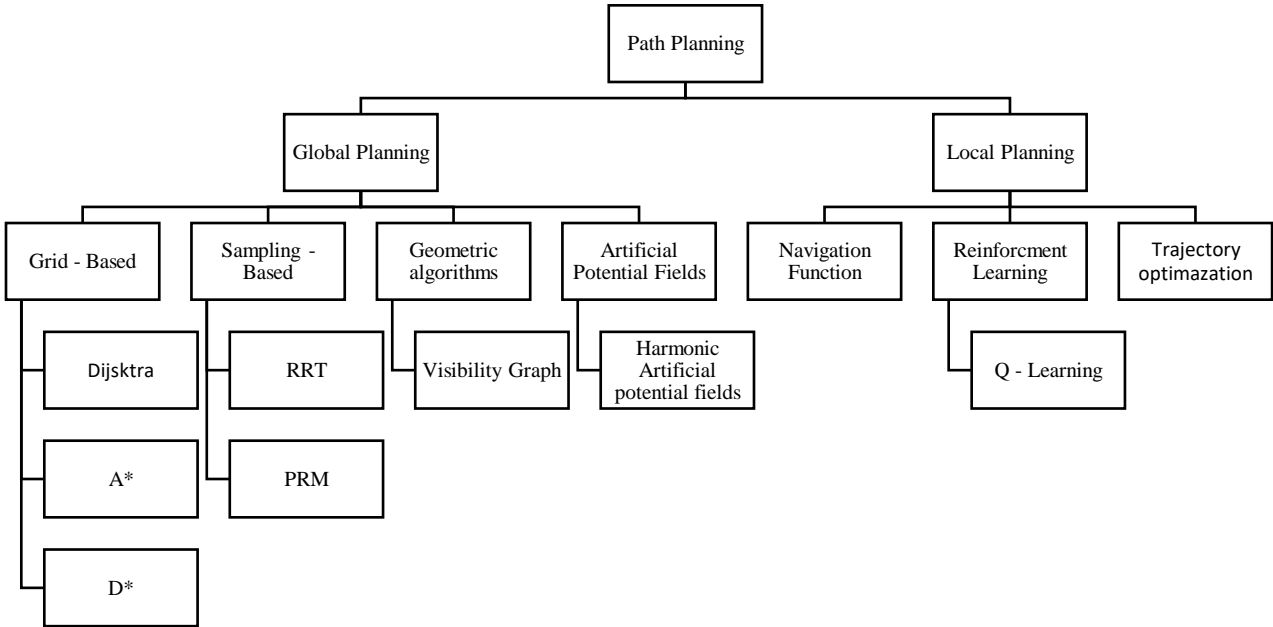 Path Planning
Global Planning
Local Planning
Grid - Based
Sampling -
Based
Geometric
algorithms
Artificial
Potential Fields
Navigation
Function
Reinforcment
Learning
Trajectory
optimazation
Dijsktra
RRT
Visibility Graph
Harmonic
Artificial
potential fields
Q - Learning
A*
PRM
D*